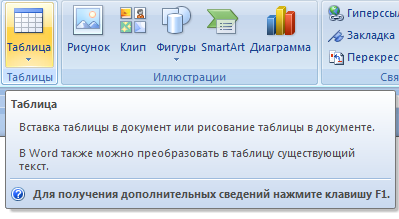 Таблица
Рисунок Клип Фигуры SmartArt Диаграмма
Гиперссы
Закладка
Перекрест
Таблицы
Иллюстрации
Свя
Таблица
Вставка таблицы в документ или рисование таблицы в документе.
В Word также можно преобразовать в таблицу существующий
текст.
Для получения дополнительных сведений нажмите клавишу F1.